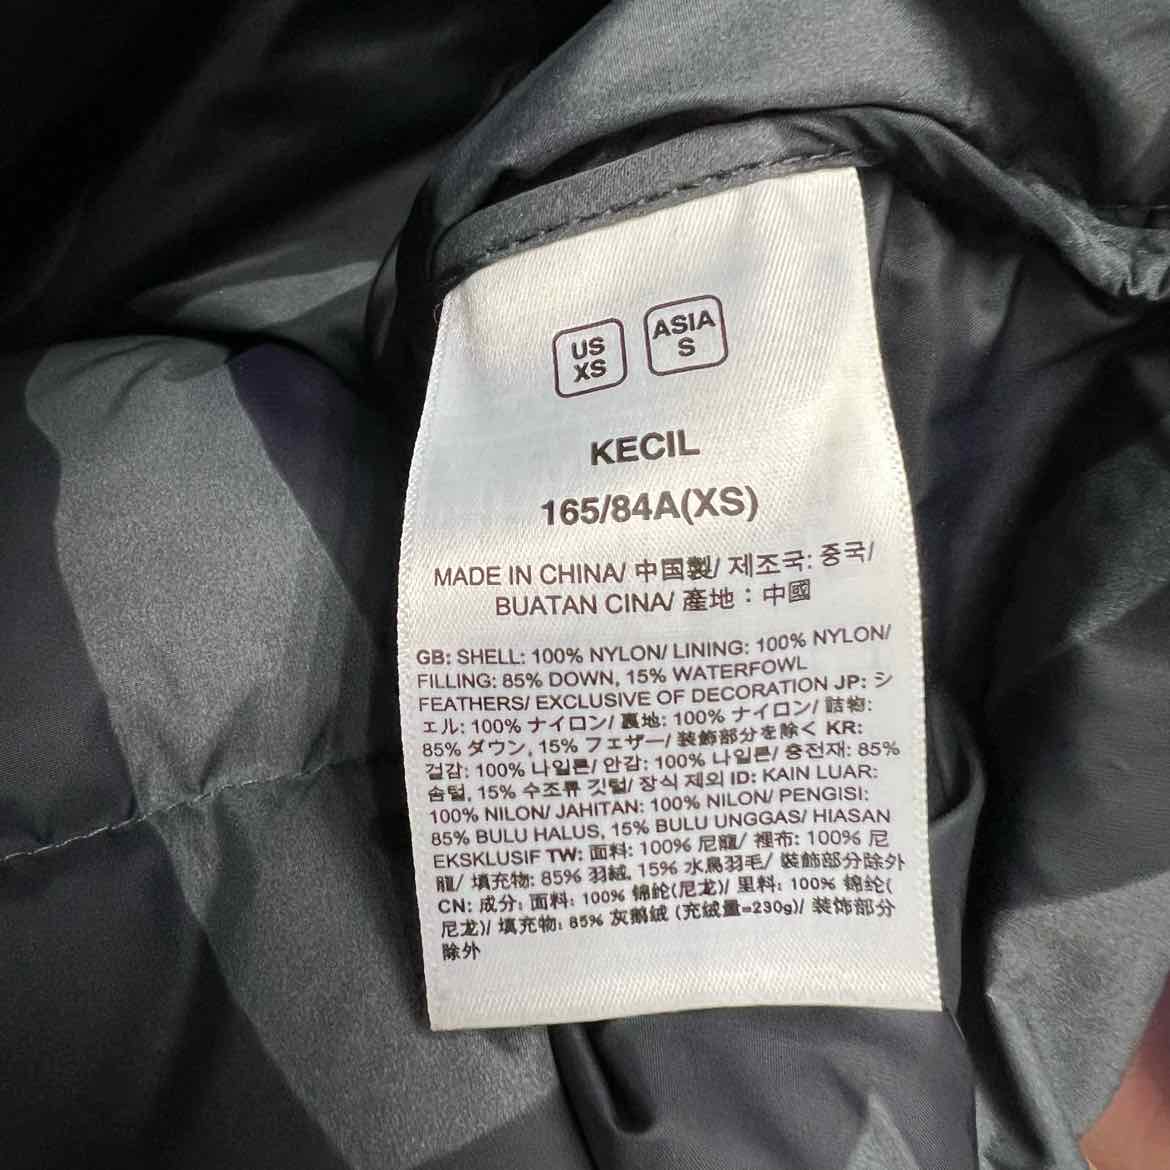 US
XS
ASIA
S
KECIL
165/84A(XS)
MADE IN CHINA/ 中国製/ 제조국: 중국/
BUATAN CINA/ 產地：中國
GB: SHELL: 100% NYLON/ LINING: 100% NYLON/
FILLING: 85% DOWN, 15% WATERFOWL
FEATHERS/ EXCLUSIVE OF DECORATION JP: シ
ェル: 100% ナイロン/ 裏地: 100% ナイロン/ 詰物:
85% ダウン, 15% フェザー/ 装飾部分を除く KR:
겉감: 100% 나일론/ 안감: 100% 나일론/ 충전재: 85%
솜털, 15% 수조류 깃털/ 장식 제외 ID: KAIN LUAR:
100% NILON/ JAHITAN: 100% NILON/ PENGISI:
85% BULU HALUS, 15% BULU UNGGAS/ HIASAN
EKSKLUSIF TW: 面料: 100% 尼龍/ 裡布: 100% 尼
龍/ 填充物: 85% 羽絨, 15% 水鳥羽毛/ 裝飾部分除外
CN: 成分: 面料: 100% 锦纶(尼龙)/ 里料: 100% 锦纶(
尼龙)/ 填充物: 85% 灰鹅绒 (充绒量=230g)/ 装饰部分
除外